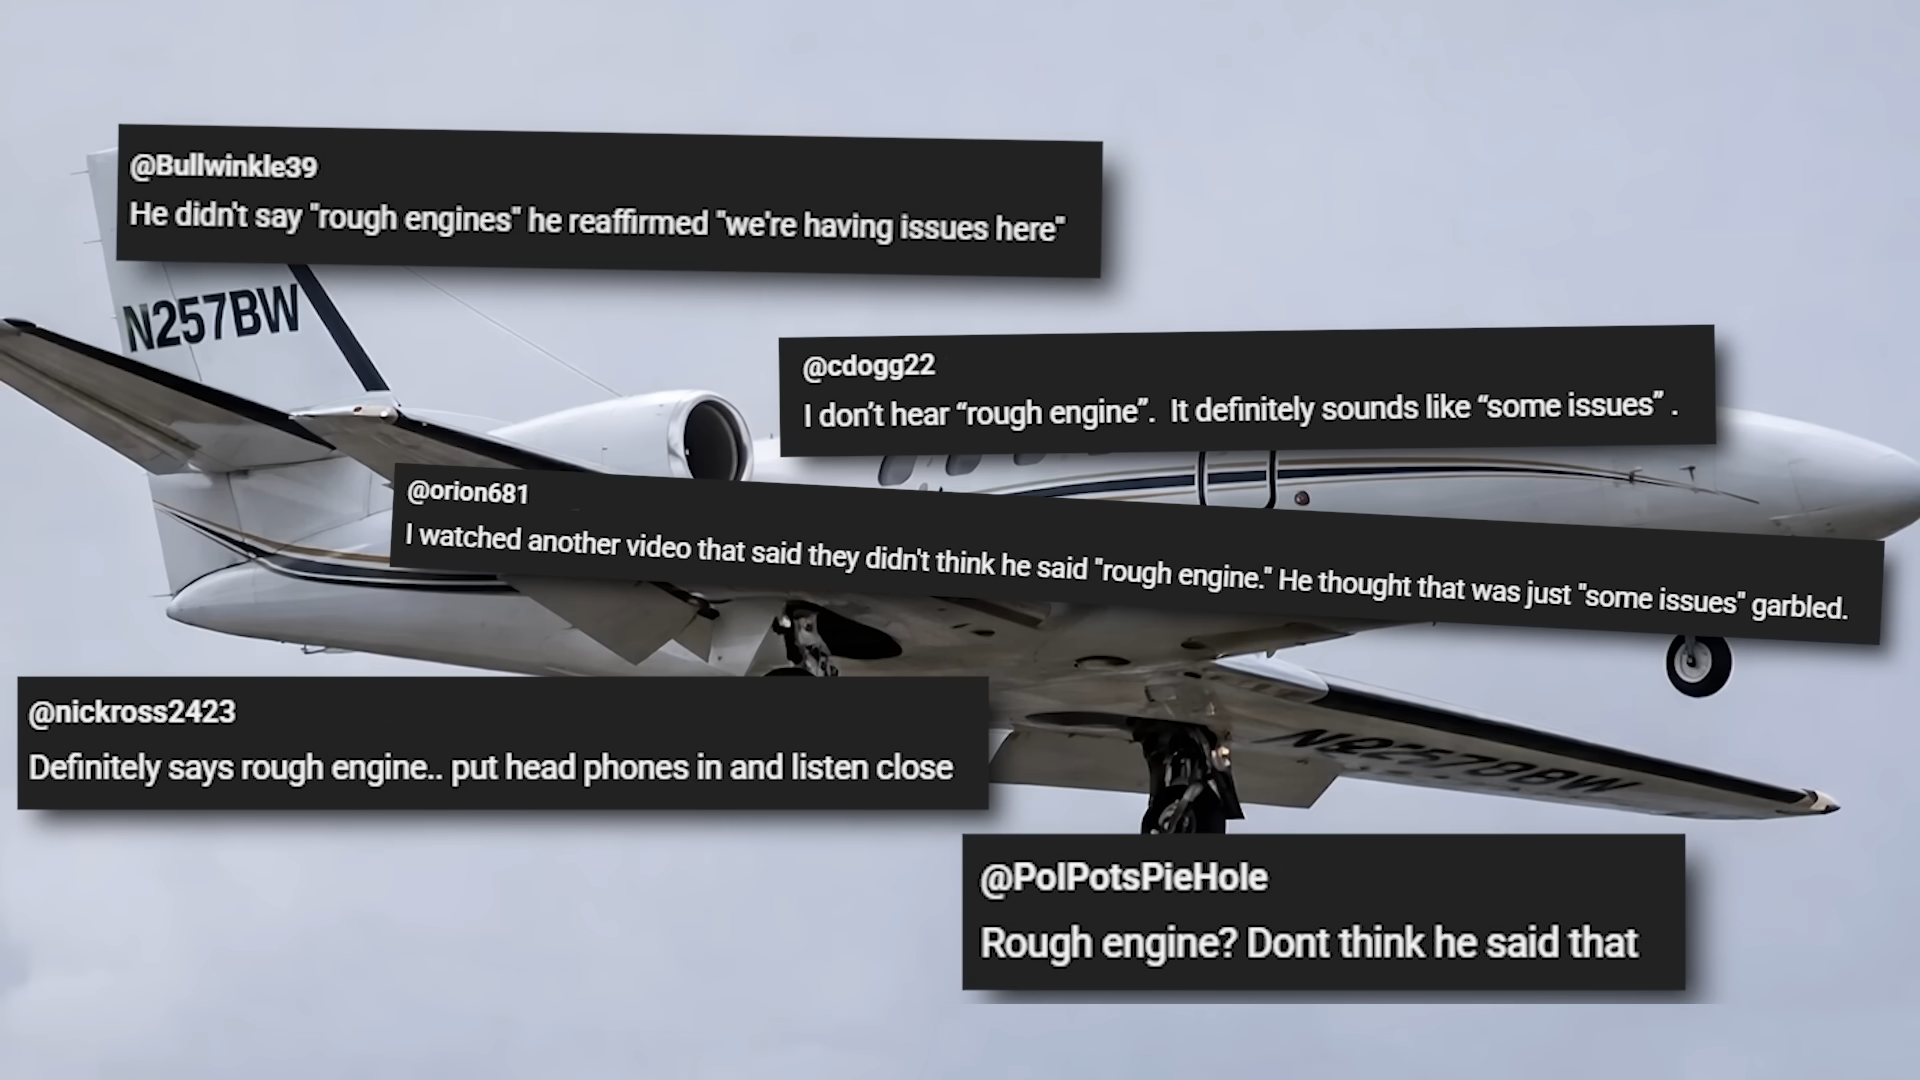 @Bullwinkle39
He didn't say "rough engines" he reaffirmed "we're having issues here"
N257BW
@cdogg22
I don't hear “rough engine”.  It definitely sounds like “some issues” .
@orion681
I watched another video that said they didn't think he said "rough engine." He thought that was just "some issues" garbled.
@nickross2423
Definitely says rough engine.. put head phones in and listen close
@PolPotsPieHole
Rough engine? Dont think he said that